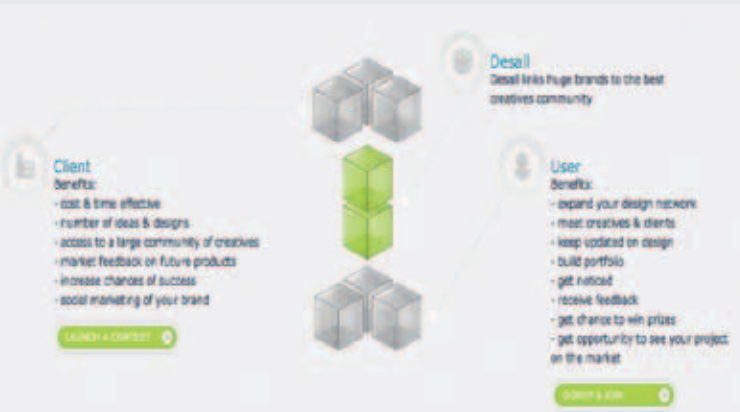 Desall
Desall links huge brands to the best
creatives community
Client
Benefits:
- cost & time effective
- number of ideas & designs
- access to a large community of creatives
- market feedback on future products
- increase chances of success
- social marketing of your brand
LAUNCH A CONTEST
User
Benefits:
- expand your design network
- meet creatives & clients
- keep updated on design
- build portfolio
- get noticed
- receive feedback
- get chance to win prizes
- get opportunity to see your project
on the market